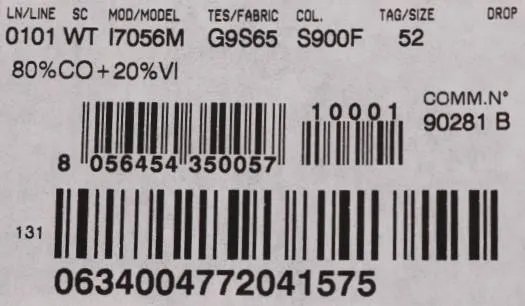 LN/LINE SC MOD/MODEL TES/FABRIC COL. TAG/SIZE DROP
0101 WT I7056M G9S65 S900F 52
80%CO+20%VI
10001
COMM.N°
90281 B
8 056454 350057
131
0634004772041575